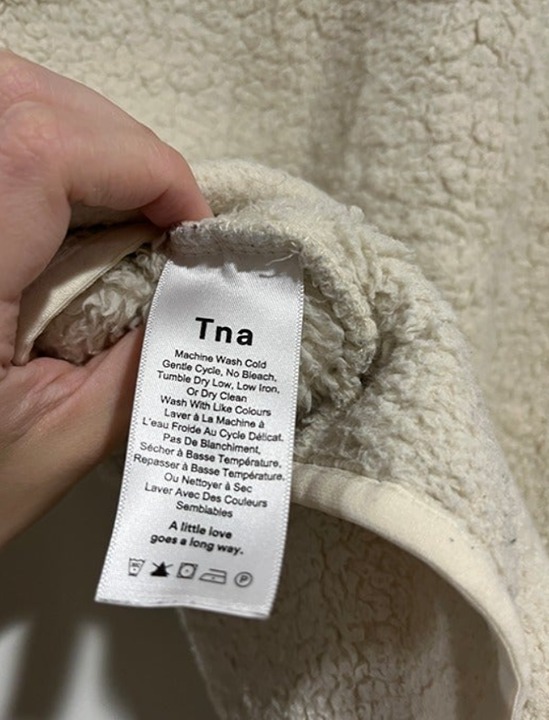 Tna
Machine Wash Cold
Gentle Cycle, No Bleach,
Tumble Dry Low, Low Iron,
Or Dry Clean
Wash With Like Colours
Laver à La Machine à
L'eau Froide Au Cycle Délicat.
Pas De Blanchiment,
Sécher à Basse Température,
Repasser à Basse Température.
Ou Nettoyer à Sec
Laver Avec Des Couleurs
Semblables
A little love
goes a long way.
P